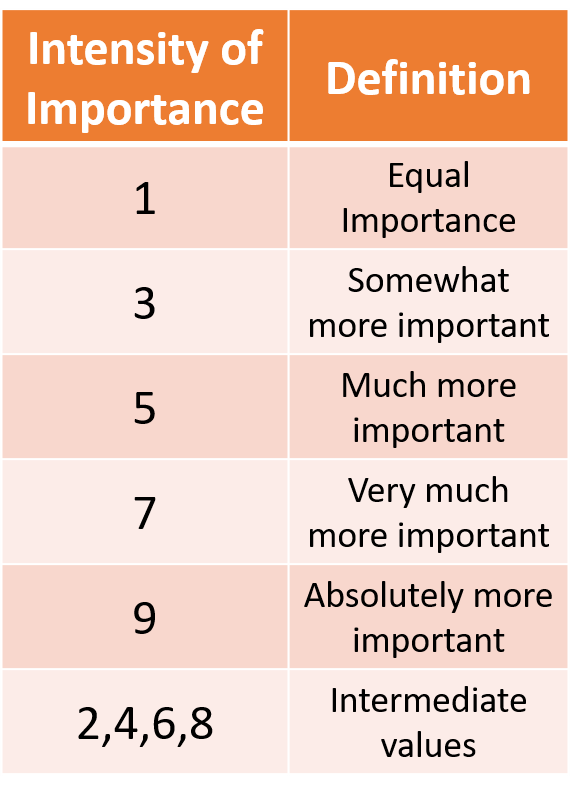 Intensity of
Importance
Definition
1
Equal
Importance
3
Somewhat
more important
5
Much more
important
7
Very much
more important
9
Absolutely more
important
2,4,6,8
Intermediate
values